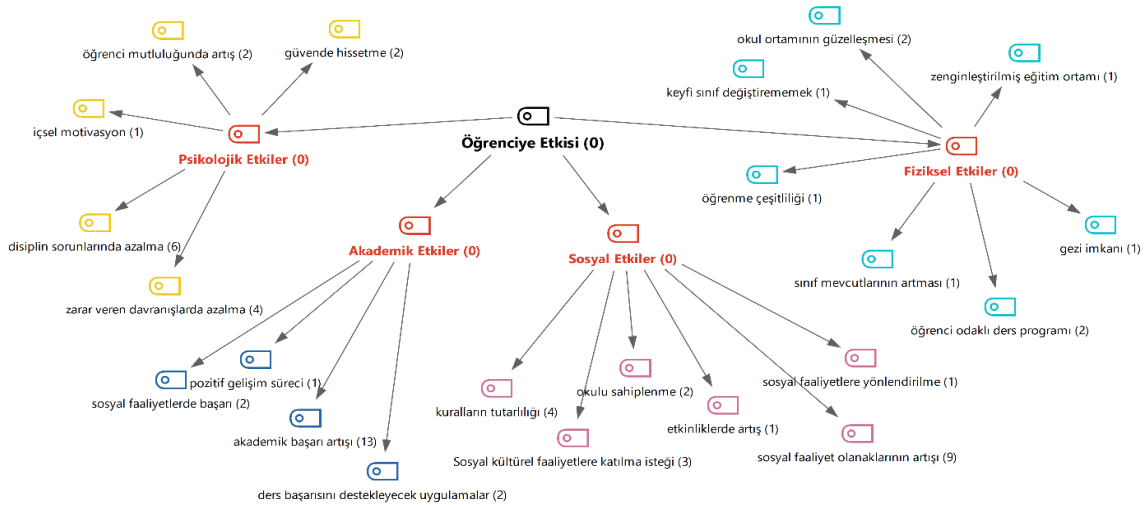 okul ortamının güzelleşmesi (2)
öğrenci mutluluğunda artış (2)
güvende hissetme (2)
zenginleştirilmiş eğitim ortamı (1)
keyfi sınıf değiştirememek (1)
içsel motivasyon (1)
Öğrenciye Etkisi (0)
Psikolojik Etkiler (0)
Fiziksel Etkiler (0)
öğrenme çeşitliliği (1)
disiplin sorunlarında azalma (6)
Akademik Etkiler (0)
Sosyal Etkiler (0)
gezi imkanı (1)
sınıf mevcutlarının artması (1)
zarar veren davranışlarda azalma (4)
öğrenci odaklı ders programı (2)
pozitif gelişim süreci (1)
sosyal faaliyetlere yönlendirilme (1)
okulu sahiplenme (2)
sosyal faaliyetlerde başarı (2)
kuralların tutarlılığı (4)
etkinliklerde artış (1)
akademik başarı artışı (13)
Sosyal kültürel faaliyetlere katılma isteği (3)
sosyal faaliyet olanaklarının artışı (9)
ders başarısını destekleyecek uygulamalar (2)